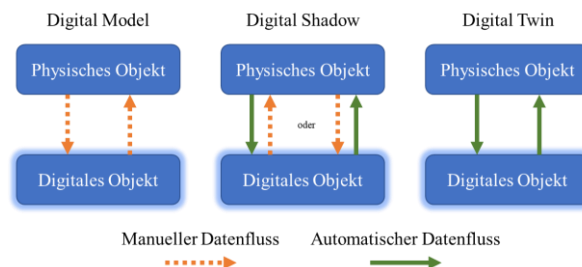 Digital Model
Digital Shadow
Digital Twin
Physisches Objekt
Physisches Objekt
Physisches Objekt
oder
Digitales Objekt
Digitales Objekt
Digitales Objekt
Manueller Datenfluss
Automatischer Datenfluss